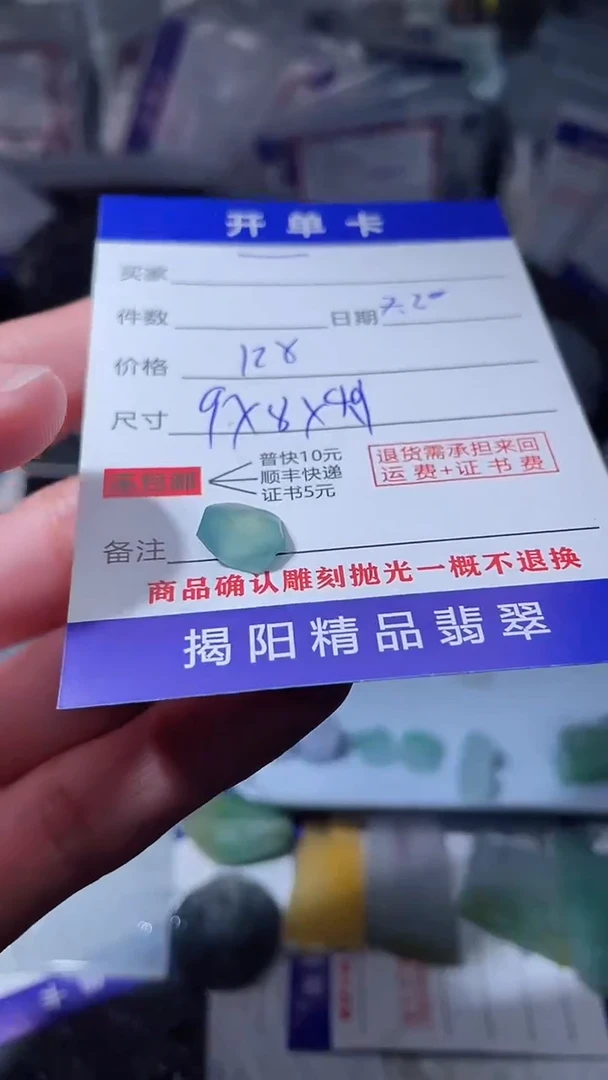 开单卡
买家
件数 日期 7.20
价格 128
尺寸
普快10元
不包邮 顺丰快递
证书5元
退货需承担来回
运费+证书费
备注
商品确认雕刻抛光一概不退换
揭阳精品翡翠